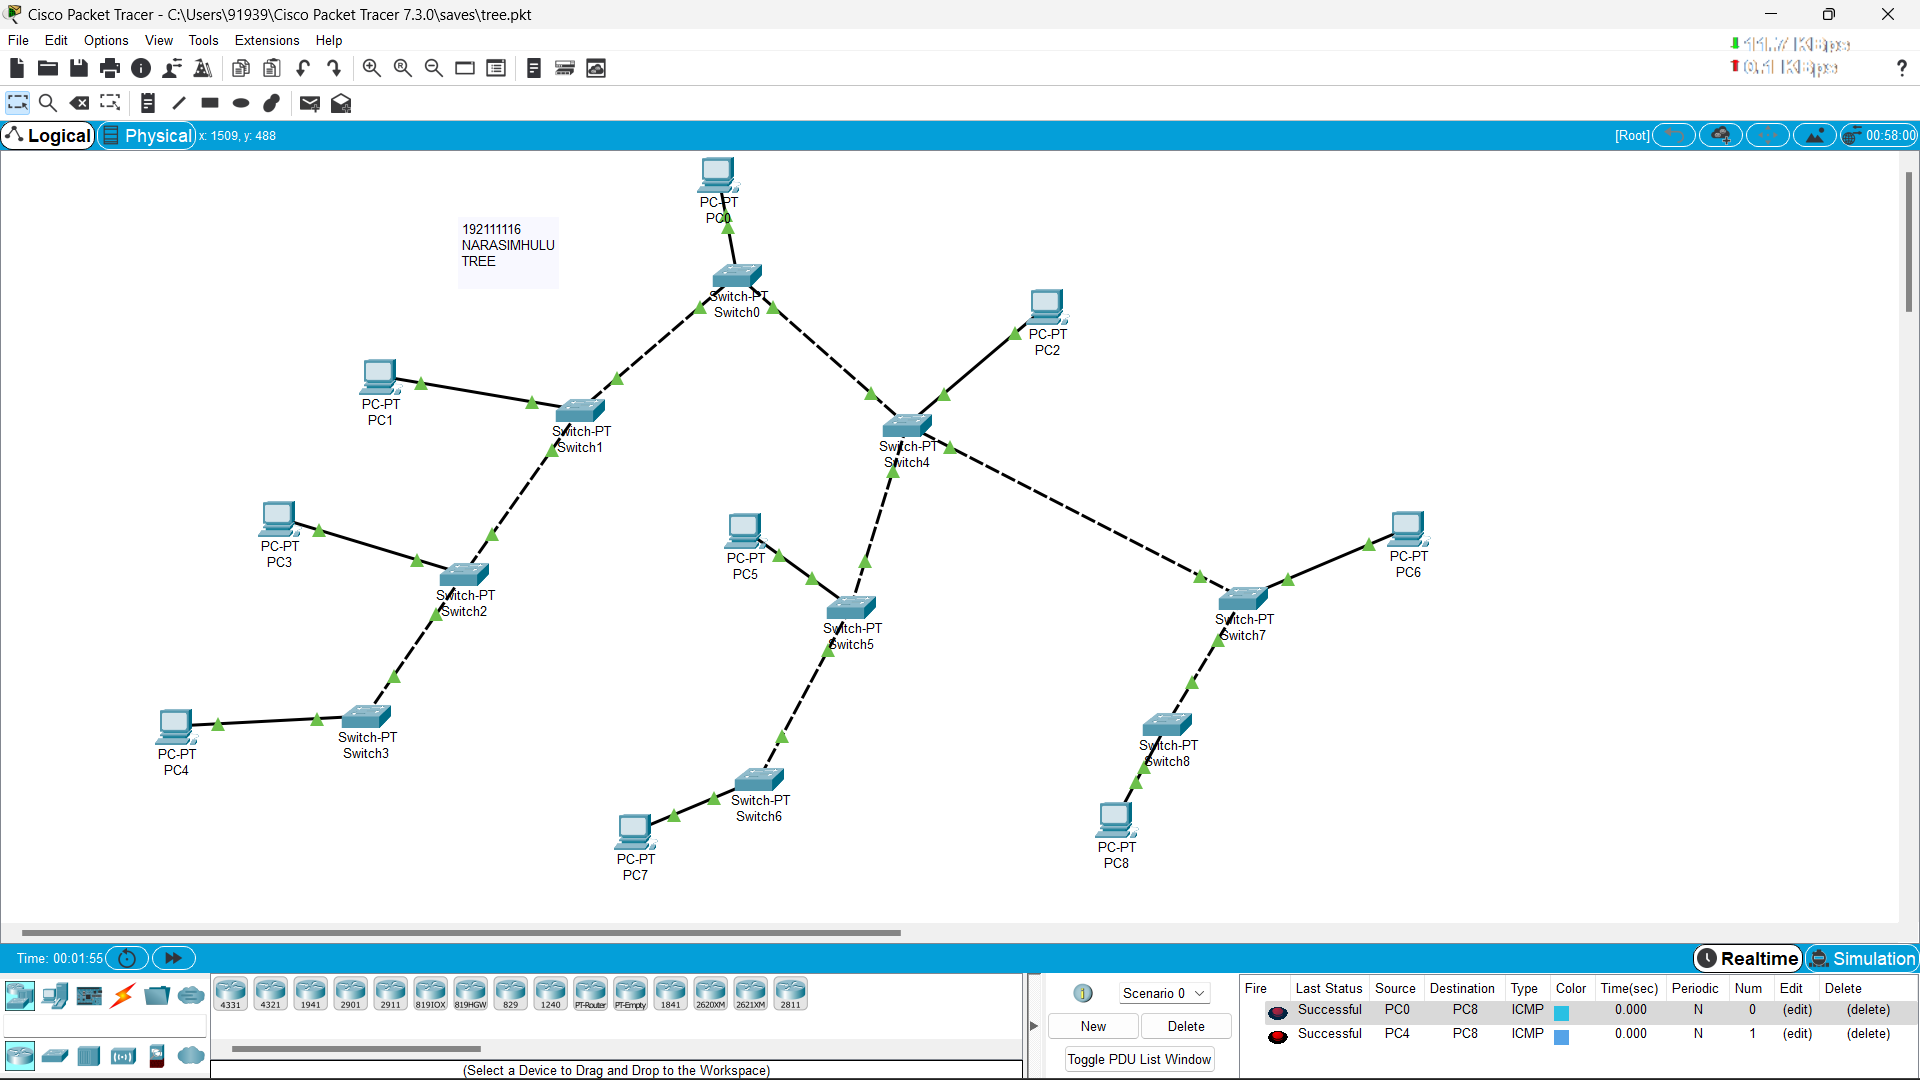 Cisco Packet Tracer - C:\Users\91939\Cisco Packet Tracer 7.3.0\saves\tree.pkt
File Edit Options View Tools Extensions Help
11.7 KBps
0.1 KBps
?
Logical Physical x: 1509, y: 488 [Root] 00:58:00
PC-PT
PC0
192111116
NARASIMHULU
TREE
Switch-PT
Switch0
PC-PT
PC2
PC-PT
PC1
Switch-PT
Switch1
Switch-PT
Switch4
PC-PT
PC3
PC-PT
PC5
PC-PT
PC6
Switch-PT
Switch2
Switch-PT
Switch5
Switch-PT
Switch7
PC-PT
PC4
Switch-PT
Switch3
Switch-PT
Switch8
Switch-PT
Switch6
PC-PT
PC7
PC-PT
PC8
Time: 00:01:55 Realtime Simulation
4331 4321 1941 2901 2911 819IOX 819HGW 829 1240 PT-Router PT-Empty 1841 2620XM 2621XM 2811
(Select a Device to Drag and Drop to the Workspace)
Scenario 0
New Delete
Toggle PDU List Window
Fire Last Status Source Destination Type Color Time(sec) Periodic Num Edit Delete
Successful PC0 PC8 ICMP 0.000 N 0 (edit) (delete)
Successful PC4 PC8 ICMP 0.000 N 1 (edit) (delete)